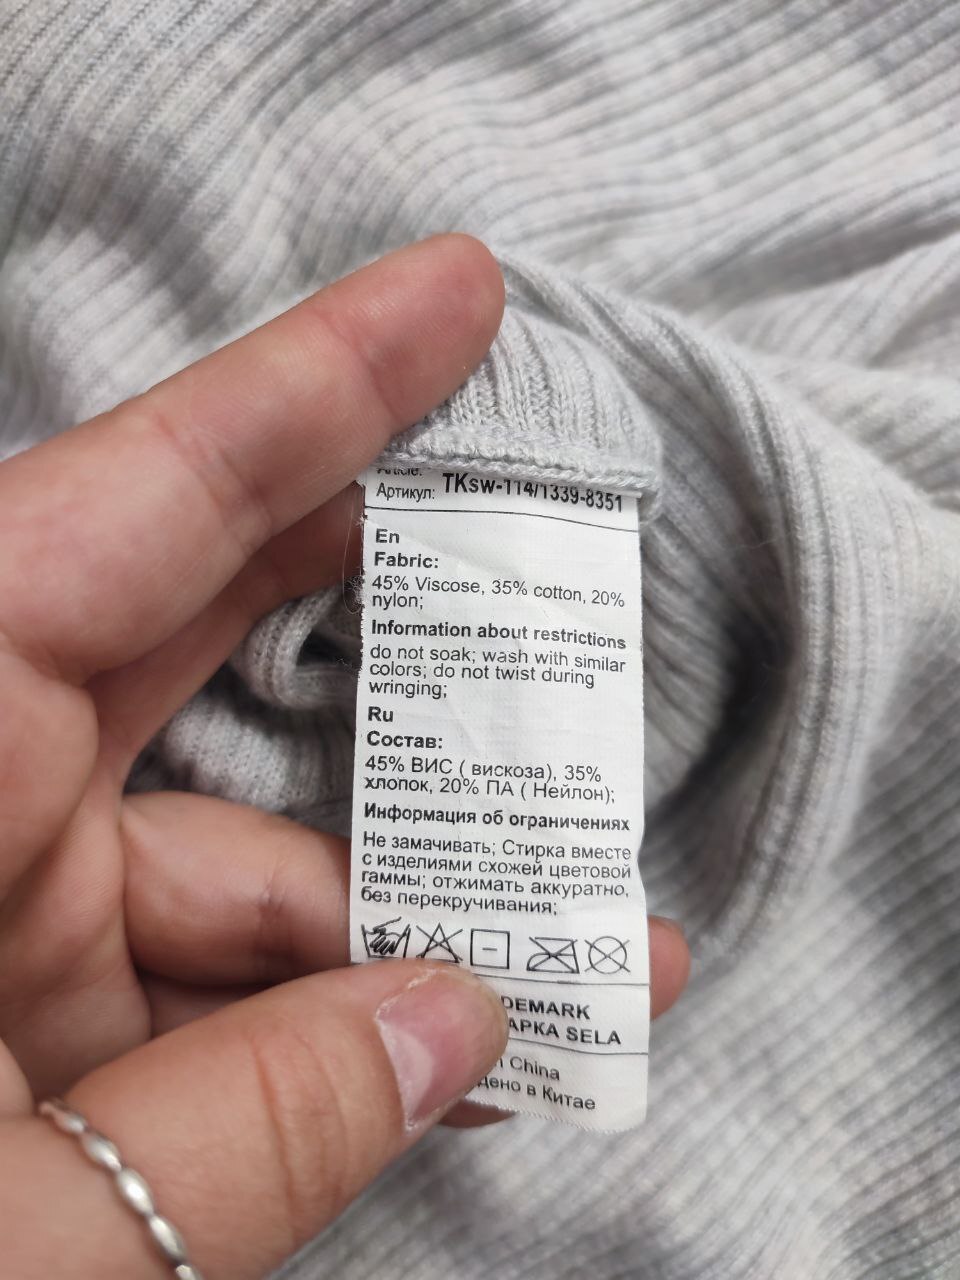 Article:
Артикул: TKsw-114/1339-8351
En
Fabric:
45% Viscose, 35% cotton, 20%
nylon;
Information about restrictions
do not soak; wash with similar
colors; do not twist during
wringing;
Ru
Состав:
45% ВИС ( вискоза), 35%
хлопок, 20% ПА ( Нейлон);
Информация об ограничениях
Не замачивать; Стирка вместе
с изделиями схожей цветовой
гаммы; отжимать аккуратно,
без перекручивания;
DEMARK
АРКА SELA
China
дено в Китае